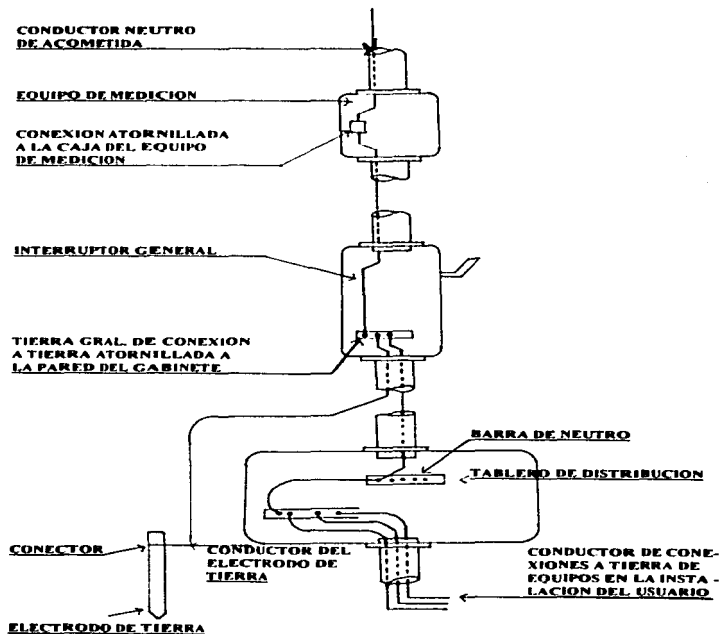 CONDUCTOR NEUTRO
DE ACOMETIDA
EQUIPO DE MEDICION
CONEXION ATORNILLADA
A LA CAJA DEL EQUIPO
DE MEDICION
INTERRUPTOR GENERAL
TIERRA GRAL. DE CONEXION
A TIERRA ATORNILLADA A
LA PARED DEL GABINETE
BARRA DE NEUTRO
TABLERO DE DISTRIBUCION
CONECTOR
CONDUCTOR DEL
ELECTRODO DE
TIERRA
CONDUCTOR DE CONE-
XIONES A TIERRA DE
EQUIPOS EN LA INSTA-
LACION DEL USUARIO
ELECTRODO DE TIERRA